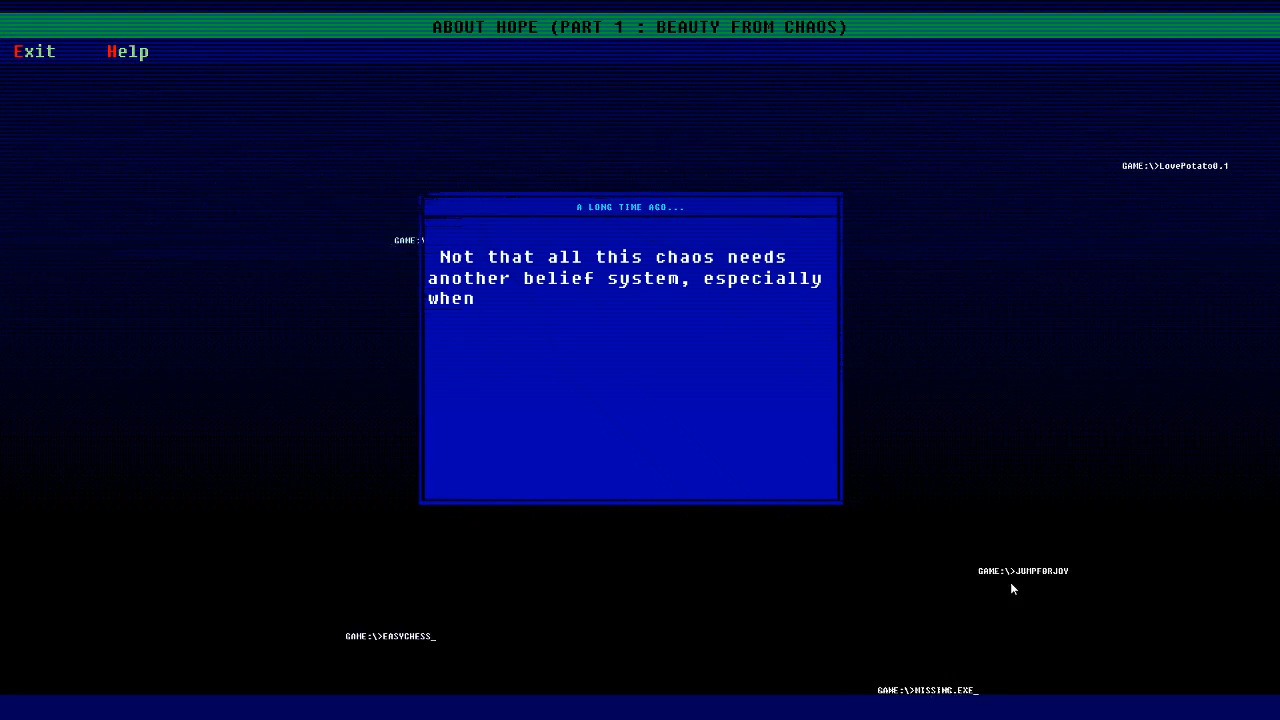 ABOUT HOPE (PART 1 : BEAUTY FROM CHAOS)
Exit Help
GAME:\>LovePotato0.1
A LONG TIME AGO...
GAME:\
Not that all this chaos needs
another belief system, especially
when
GAME:\>JUMPFORJOY
GAME:\>EASYCHESS_
GAME:\>MISSING.EXE_